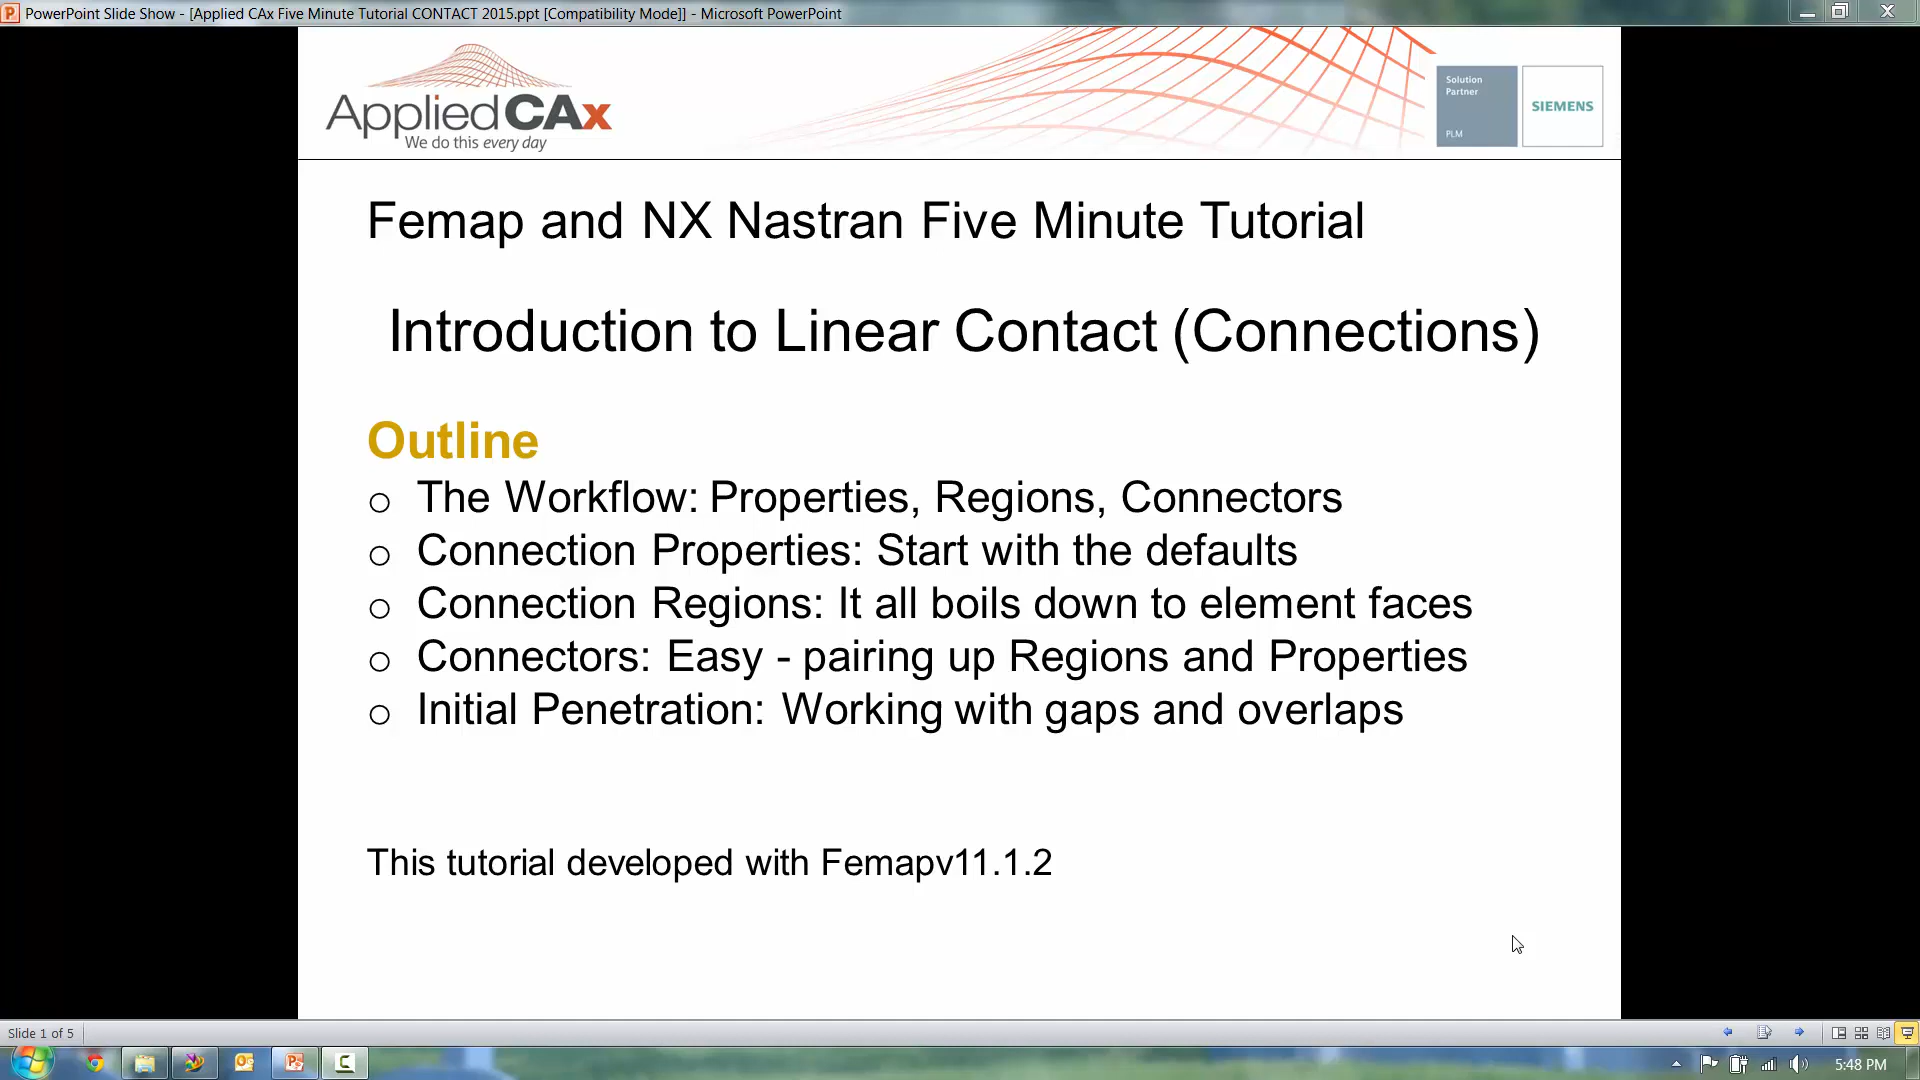 PowerPoint Slide Show - [Applied CAx Five Minute Tutorial CONTACT 2015.ppt [Compatibility Mode]] - Microsoft PowerPoint
AppliedCAx
We do this every day
Solution
Partner
PLM
SIEMENS
Femap and NX Nastran Five Minute Tutorial
Introduction to Linear Contact (Connections)
Outline
o The Workflow: Properties, Regions, Connectors
o Connection Properties: Start with the defaults
o Connection Regions: It all boils down to element faces
o Connectors: Easy - pairing up Regions and Properties
o Initial Penetration: Working with gaps and overlaps
This tutorial developed with Femapv11.1.2
Slide 1 of 5
5:48 PM